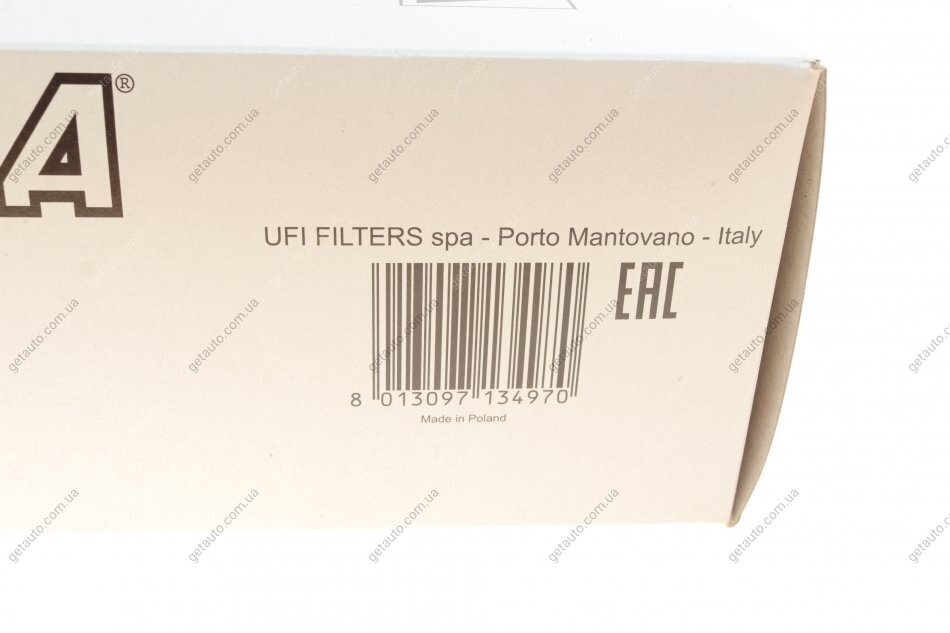 A®
UFI FILTERS spa - Porto Mantovano - Italy
EAC
8 013097 134970
Made in Poland
getauto.com.ua